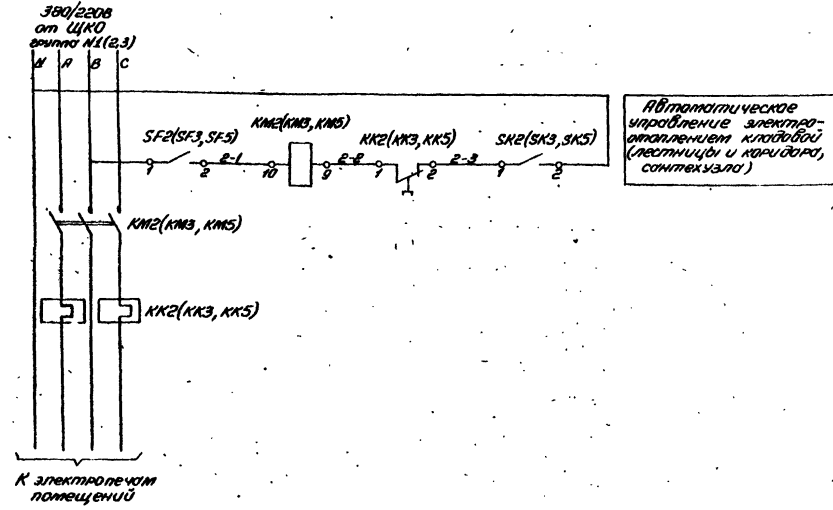 380/220В
от ЩКО
группа N1(2,3)
N A B C
SF2(SF3,SF5)
KM2(KM3, KM5)
KK2(KK3, KK5)
SK2(SK3, SK5)
1 2 2-1 10 9 2-2 1 2 2-3 1 2
Автоматическое
управление электро-
отоплением кладовой
(лестницы и коридора,
сантехузла)
KM2(KM3, KM5)
KK2(KK3, KK5)
К электропечам
помещений